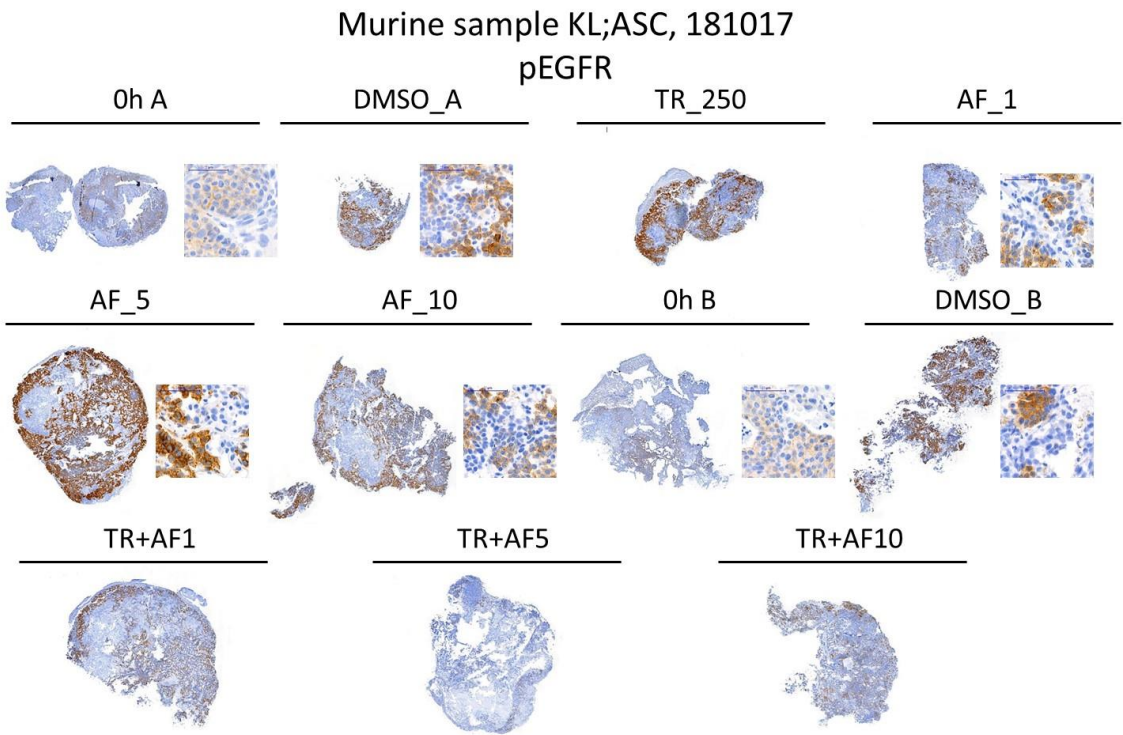 Murine sample KL;ASC, 181017
pEGFR
0h A
DMSO_A
TR_250
AF_1
AF_5
AF_10
0h B
DMSO_B
TR+AF1
TR+AF5
TR+AF10